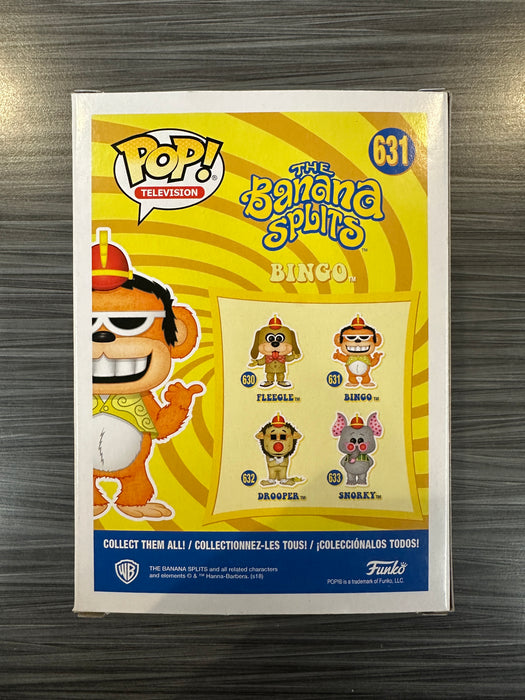 POP!®
TELEVISION
631
THE
BANANA
SPLITS™
BINGO™
630
FLEEGLE™
631
BINGO™
632
DROOPER™
633
SNORKY™
COLLECT THEM ALL! / COLLECTIONNEZ-LES TOUS! / ¡COLECCIÓNALOS TODOS!
WB
THE BANANA SPLITS and all related characters
and elements © & ™ Hanna-Barbera. (s18)
Funko®
POP!® is a trademark of Funko, LLC.